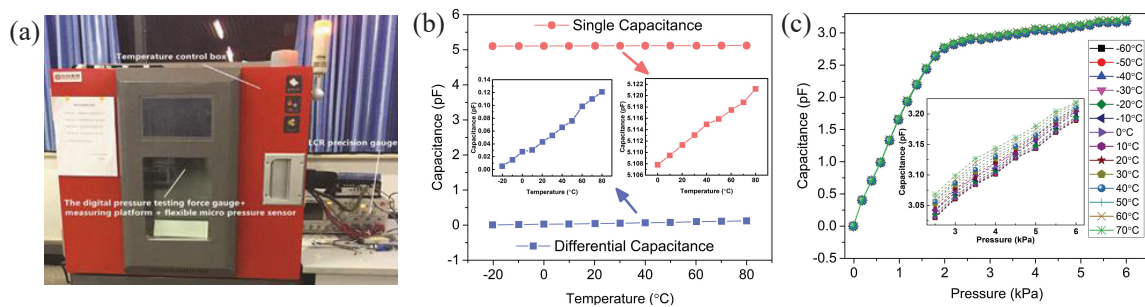 (a)
Temperature control box
LCR precision gauge
The digital pressure testing force gauge+
measuring platform + flexible micro pressure sensor
(b)
Capacitance (pF)
6
5
4
3
2
1
0
-1
Single Capacitance
Capacitance (pF)
0.14
0.12
0.10
0.08
0.06
0.04
0.02
0.00
-20 0 20 40 60 80
Temperature (°C)
Capacitance (pF)
5.122
5.120
5.118
5.116
5.114
5.112
5.110
5.108
5.106
0 20 40 60 80
Temperature (°C)
Differential Capacitance
-20 0 20 40 60 80
Temperature (°C)
(c)
Capacitance (pF)
3.5
3.0
2.5
2.0
1.5
1.0
0.5
0.0
-0.5
Capacitance (pF)
3.20
3.15
3.10
3.05
3 4 5 6
Pressure (kPa)
0 1 2 3 4 5 6
Pressure (kPa)
-60°C
-50°C
-40°C
-30°C
-20°C
-10°C
0°C
10°C
20°C
30°C
40°C
50°C
60°C
70°C